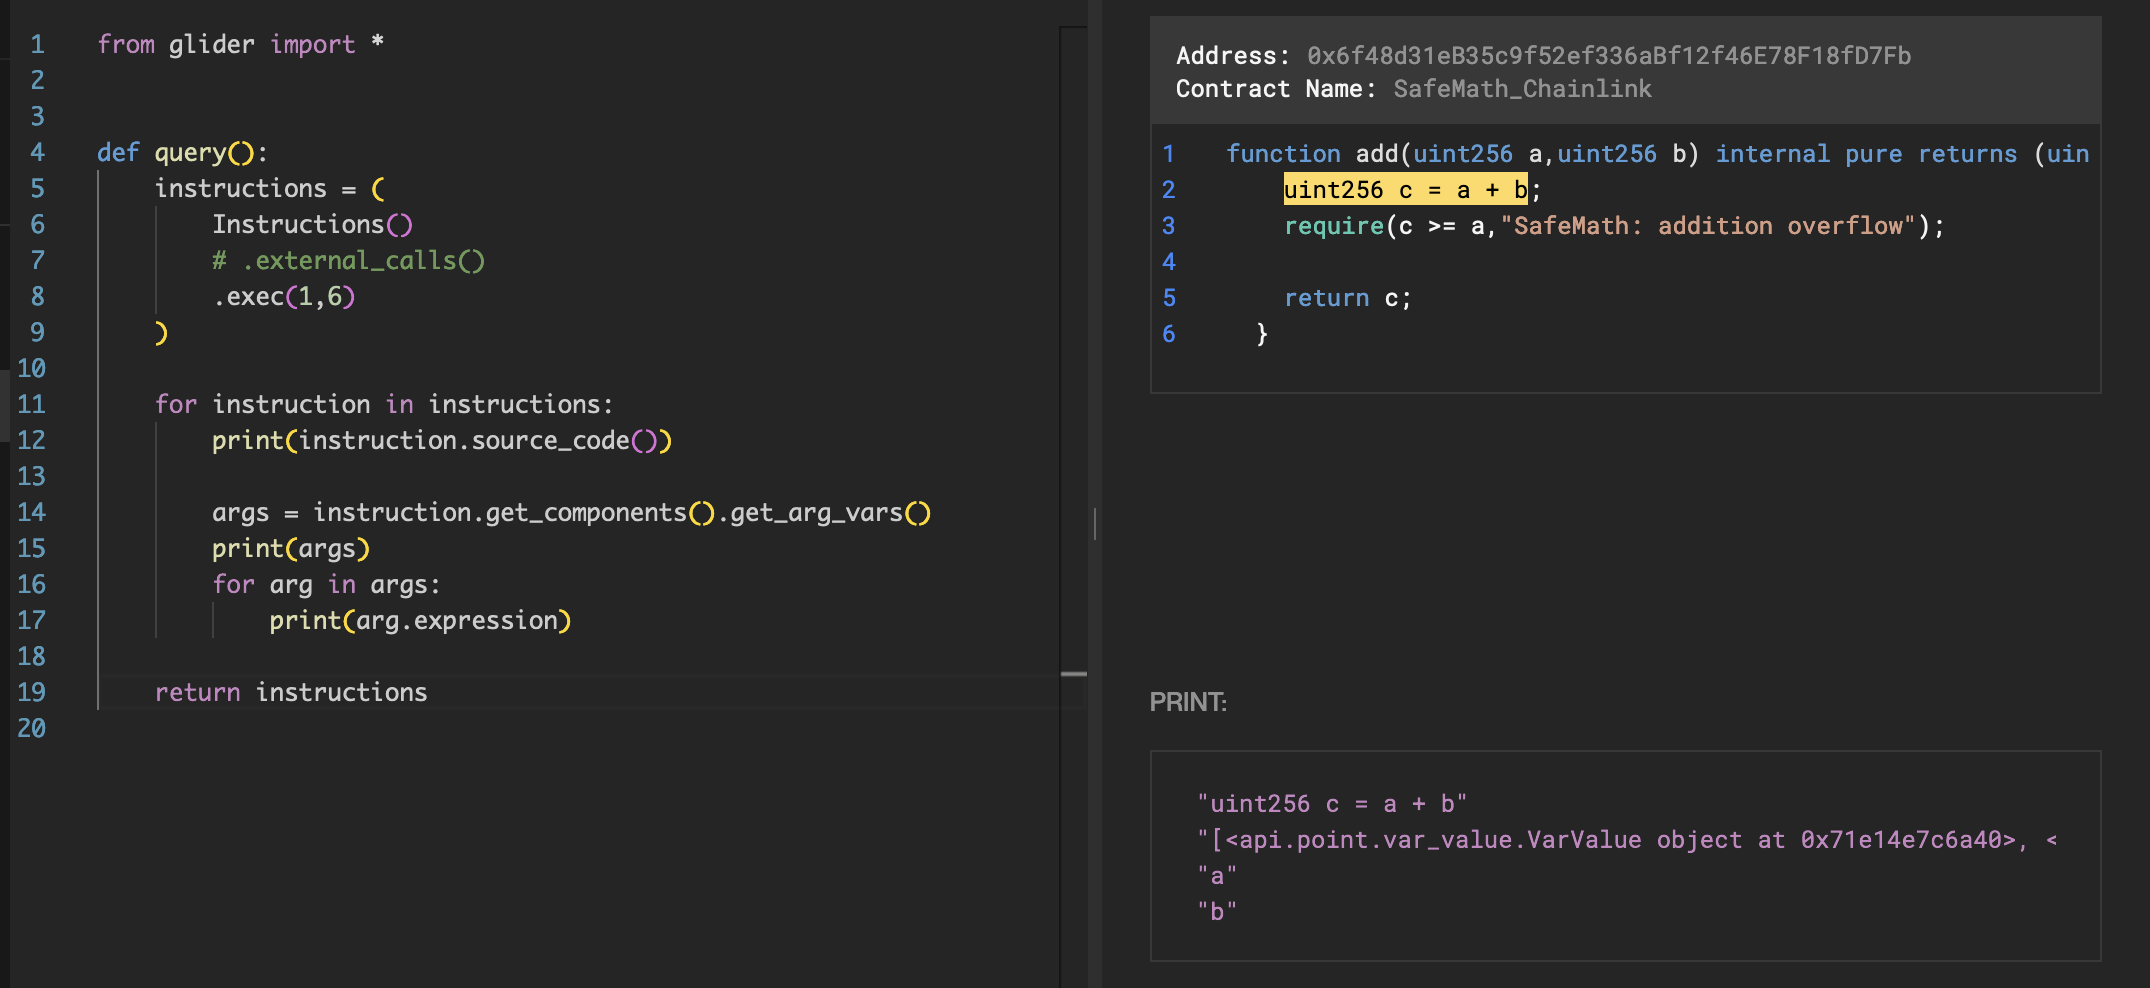 1 from glider import *
2
3
4 def query():
5 instructions = (
6 Instructions()
7 # .external_calls()
8 .exec(1,6)
9 )
10
11 for instruction in instructions:
12 print(instruction.source_code())
13
14 args = instruction.get_components().get_arg_vars()
15 print(args)
16 for arg in args:
17 print(arg.expression)
18
19 return instructions
20
Address: 0x6f48d31eB35c9f52ef336aBf12f46E78F18fD7Fb
Contract Name: SafeMath_Chainlink
1 function add(uint256 a,uint256 b) internal pure returns (uin
2 uint256 c = a + b;
3 require(c >= a,"SafeMath: addition overflow");
4
5 return c;
6 }
PRINT:
"uint256 c = a + b"
"[<api.point.var_value.VarValue object at 0x71e14e7c6a40>, <
"a"
"b"